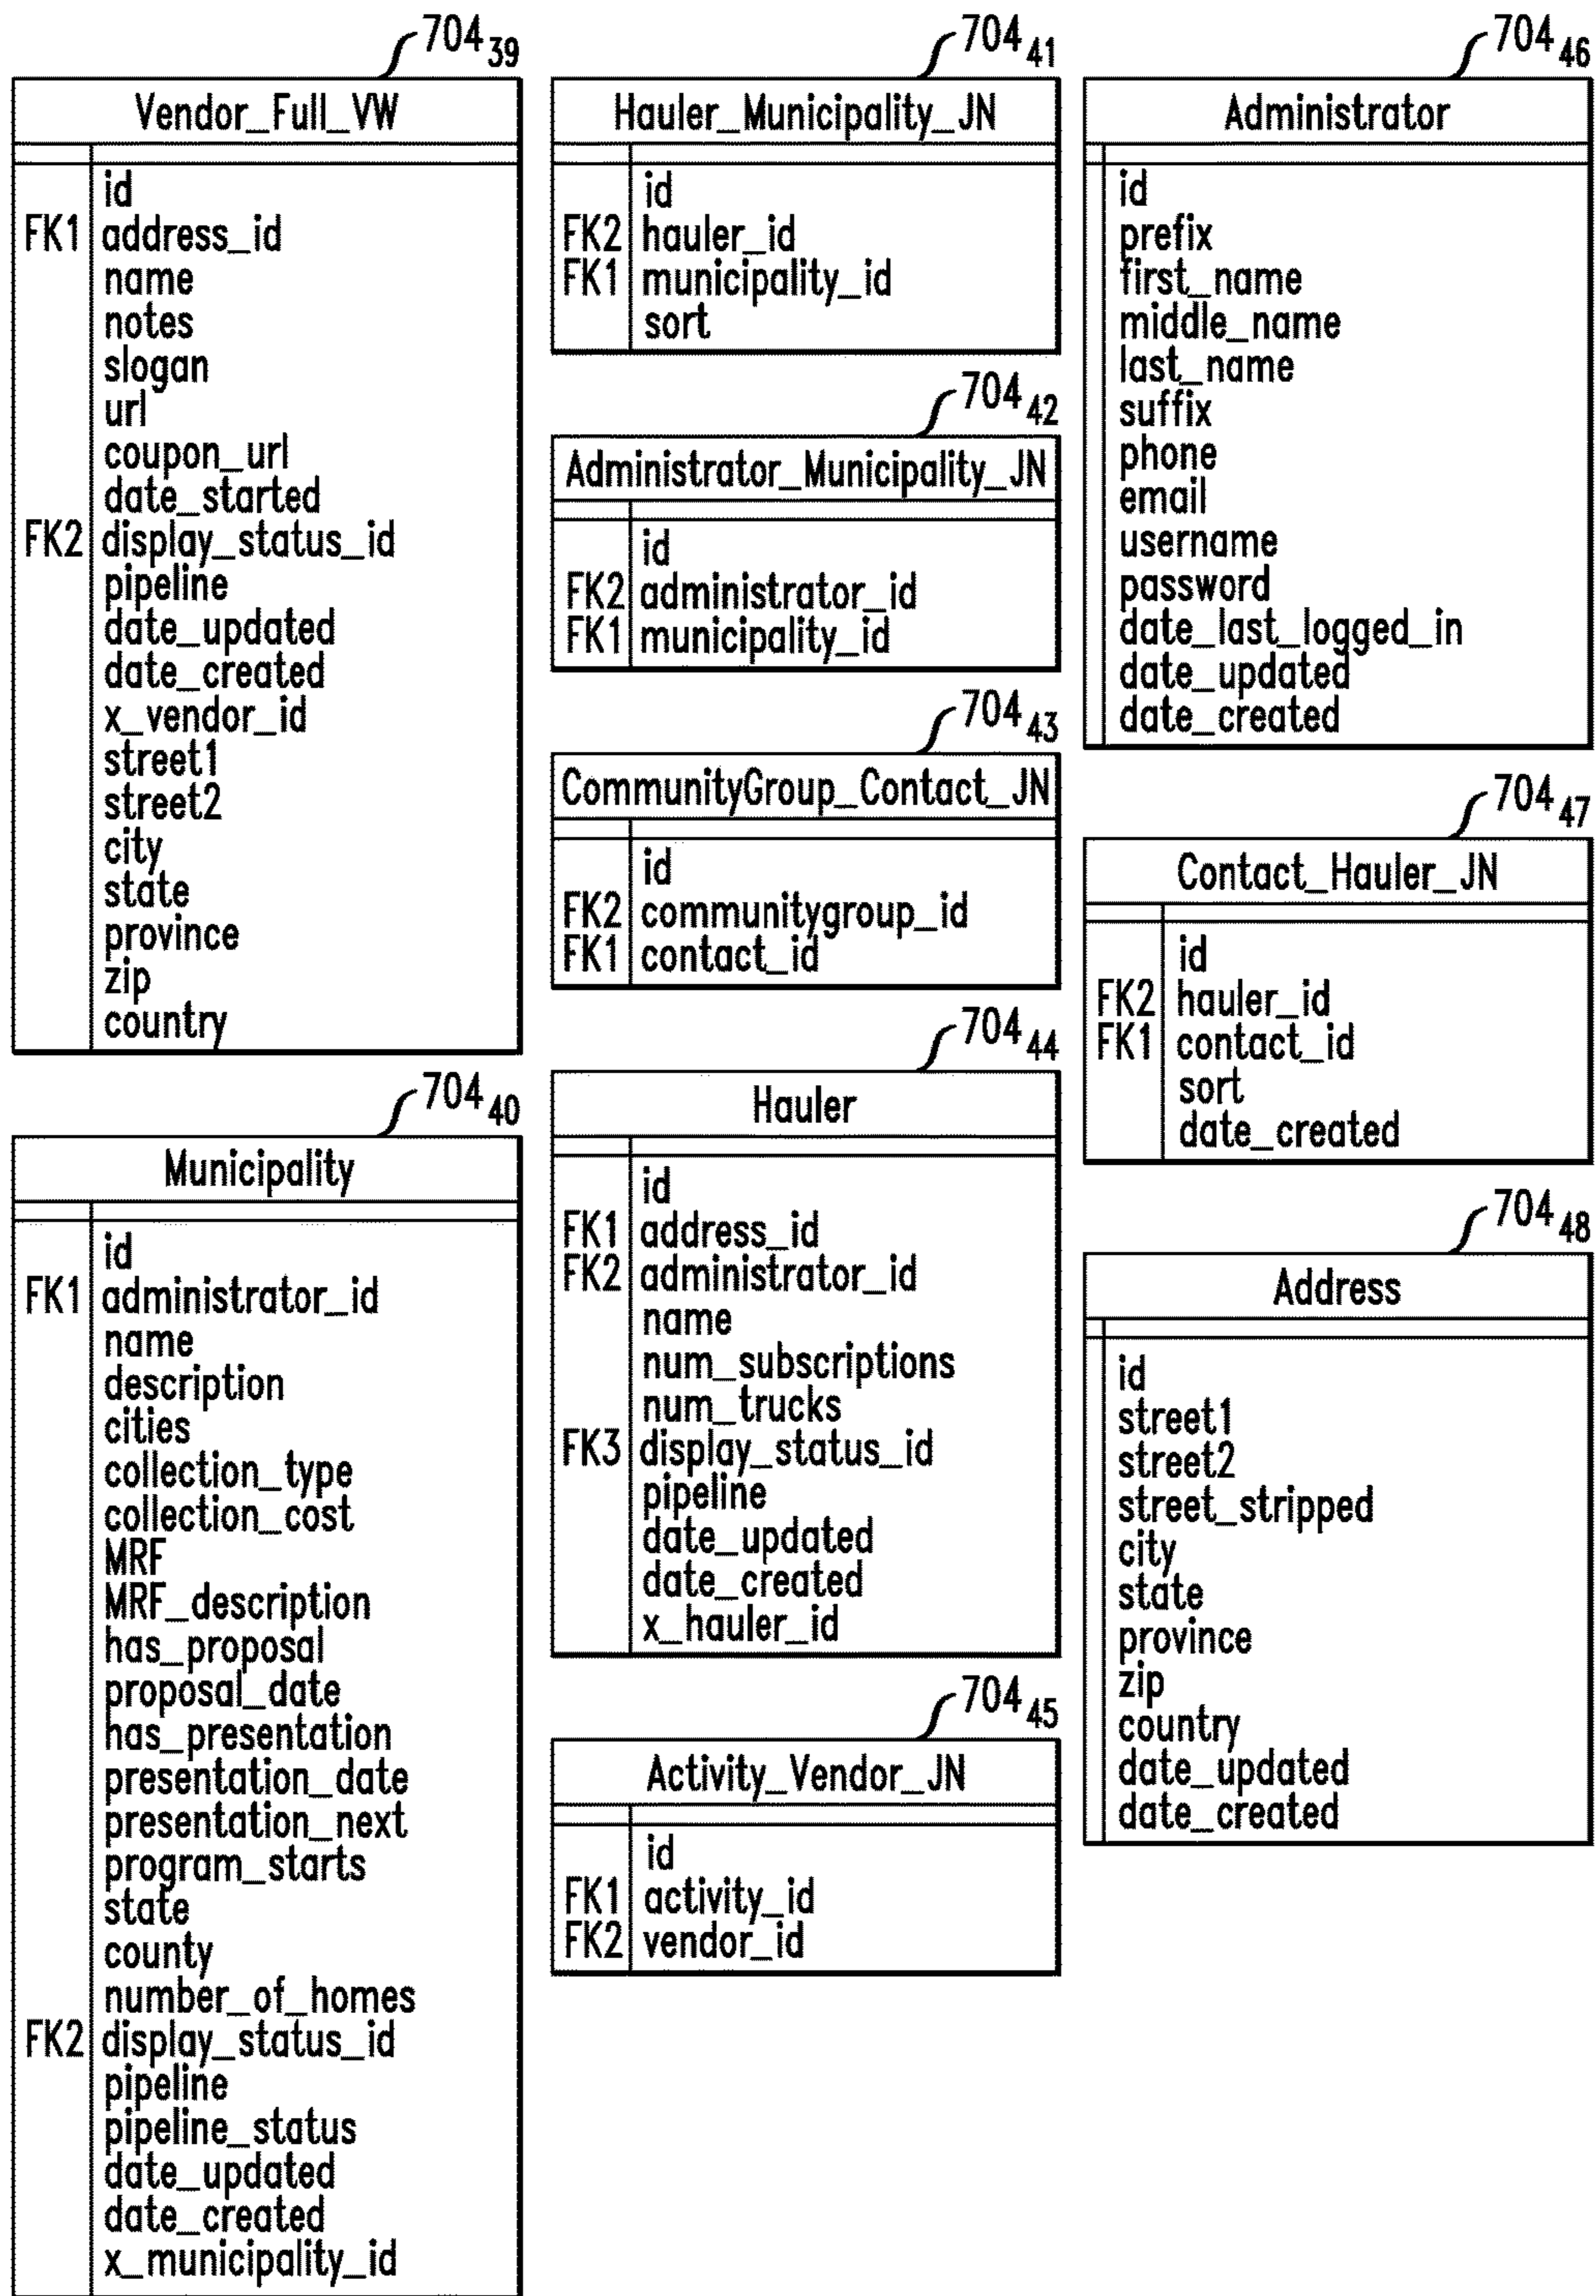 704 39
Vendor_Full_VW
id
FK1 address_id
name
notes
slogan
url
coupon_url
date_started
FK2 display_status_id
pipeline
date_updated
date_created
x_vendor_id
street1
street2
city
state
province
zip
country
704 40
Municipality
id
FK1 administrator_id
name
description
cities
collection_type
collection_cost
MRF
MRF_description
has_proposal
proposal_date
has_presentation
presentation_date
presentation_next
program_starts
state
county
number_of_homes
FK2 display_status_id
pipeline
pipeline_status
date_updated
date_created
x_municipality_id
704 41
Hauler_Municipality_JN
id
FK2 hauler_id
FK1 municipality_id
sort
704 42
Administrator_Municipality_JN
id
FK2 administrator_id
FK1 municipality_id
704 43
CommunityGroup_Contact_JN
id
FK2 communitygroup_id
FK1 contact_id
704 44
Hauler
id
FK1 address_id
FK2 administrator_id
name
num_subscriptions
num_trucks
FK3 display_status_id
pipeline
date_updated
date_created
x_hauler_id
704 45
Activity_Vendor_JN
id
FK1 activity_id
FK2 vendor_id
704 46
Administrator
id
prefix
first_name
middle_name
last_name
suffix
phone
email
username
password
date_last_logged_in
date_updated
date_created
704 47
Contact_Hauler_JN
id
FK2 hauler_id
FK1 contact_id
sort
date_created
704 48
Address
id
street1
street2
street_stripped
city
state
province
zip
country
date_updated
date_created